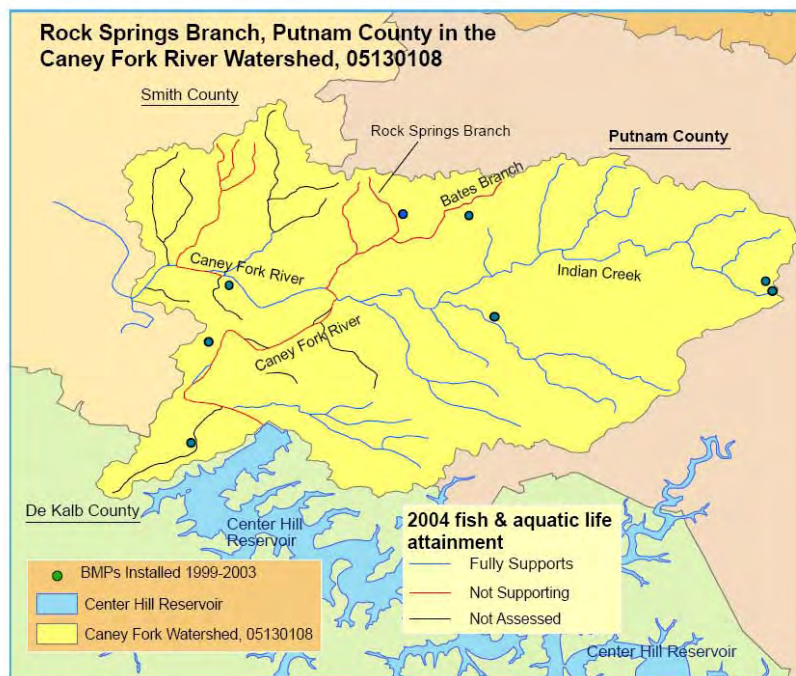 Rock Springs Branch, Putnam County in the
Caney Fork River Watershed, 05130108
Smith County
Rock Springs Branch
Putnam County
Bates Branch
Caney Fork River
Indian Creek
Caney Fork River
De Kalb County
Center Hill
Reservoir
2004 fish & aquatic life
attainment
Fully Supports
Not Supporting
Not Assessed
BMPs Installed 1999-2003
Center Hill Reservoir
Caney Fork Watershed, 05130108
Center Hill Reservoir